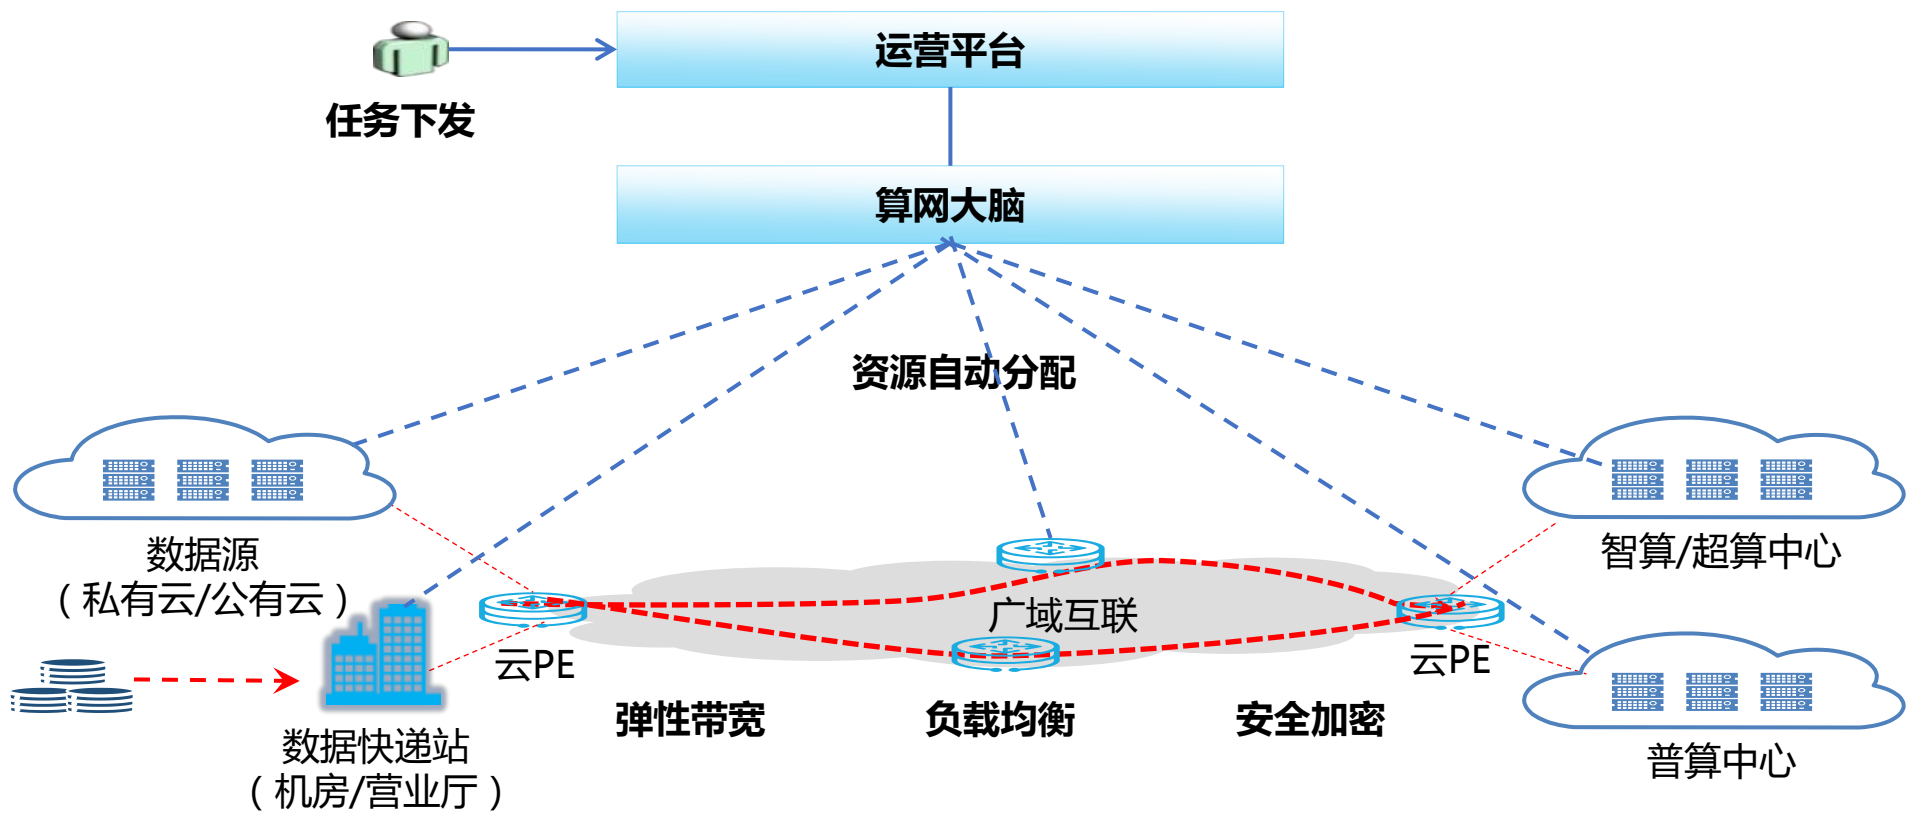 运营平台
任务下发
算网大脑
资源自动分配
数据源
（私有云/公有云）
智算/超算中心
广域互联
云PE
云PE
弹性带宽
负载均衡
安全加密
数据快递站
（机房/营业厅）
普算中心